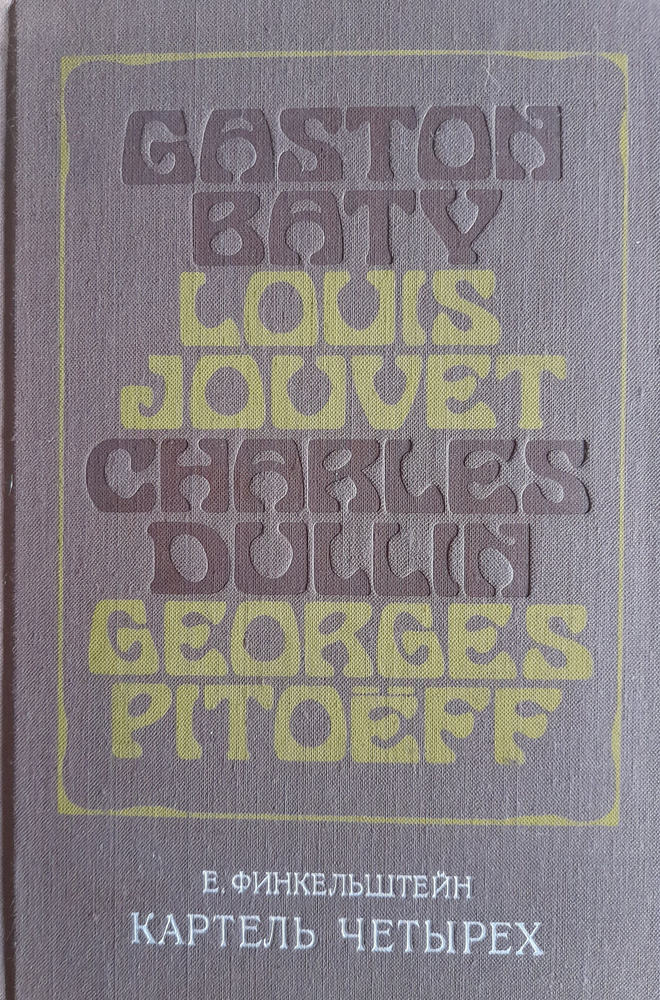 GASTON
BATY
LOUIS
JOUVET
CHARLES
DULLIN
GEORGES
PITOËFF
Е. ФИНКЕЛЬШТЕЙН
КАРТЕЛЬ ЧЕТЫРЕХ